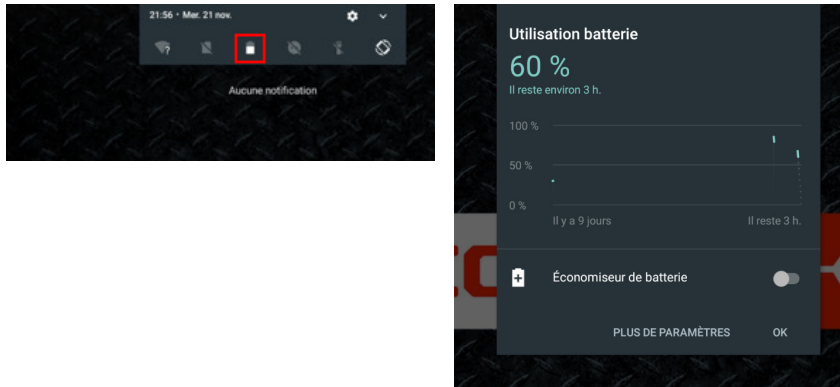 21:56 • Mer. 21 nov.
Aucune notification
Utilisation batterie
60 %
Il reste environ 3 h.
100 %
50 %
0 %
Il y a 9 jours
Il reste 3 h.
Économiseur de batterie
PLUS DE PARAMÈTRES
OK